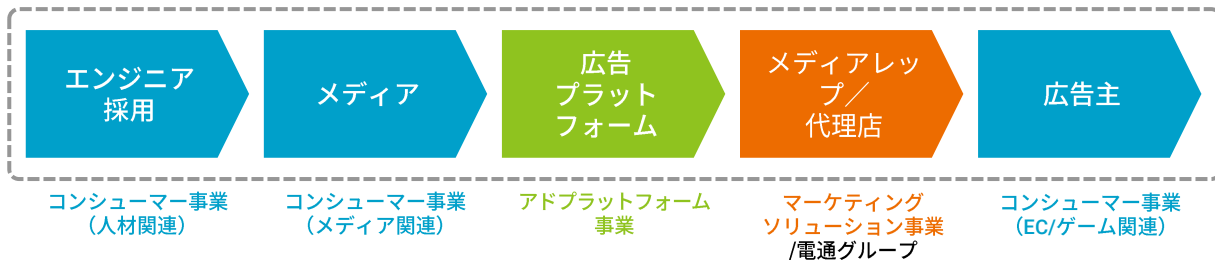 エンジニア
採用
メディア
広告
プラット
フォーム
メディアレッ
プ／
代理店
広告主
コンシューマー事業
（人材関連）
コンシューマー事業
（メディア関連）
アドプラットフォーム
事業
マーケティング
ソリューション事業
/電通グループ
コンシューマー事業
（EC/ゲーム関連）